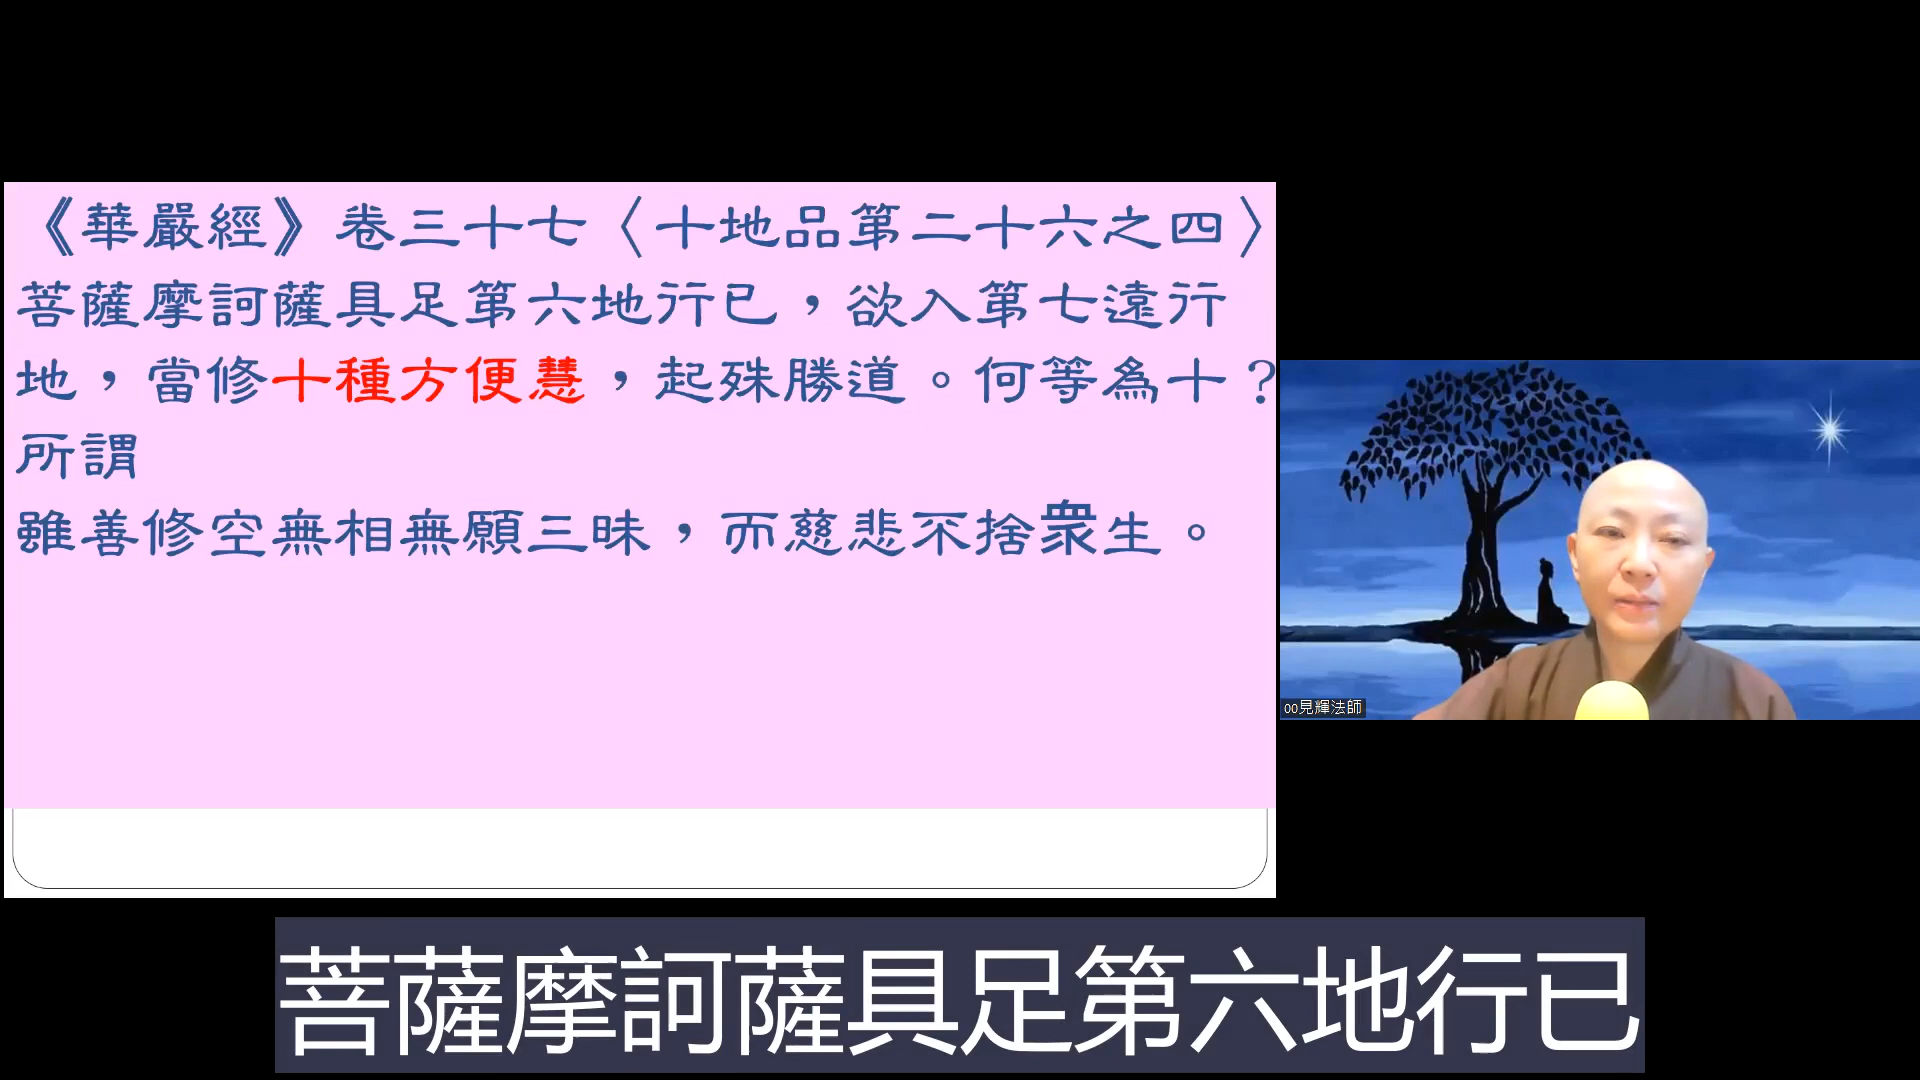 《華嚴經》卷三十七〈十地品第二十六之四〉
菩薩摩訶薩具足第六地行已，欲入第七遠行
地，當修十種方便慧，起殊勝道。何等為十？
所謂
雖善修空無相無願三昧，而慈悲不捨眾生。
oo見輝法師
菩薩摩訶薩具足第六地行已